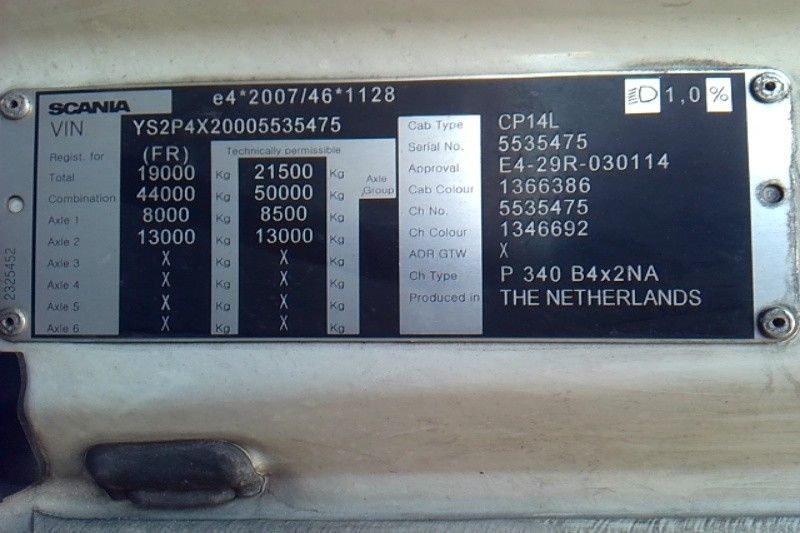 SCANIA e4*2007/46*1128 1,0 %
VIN YS2P4X20005535475
Regist. for (FR) Technically permissible
Total 19000 Kg 21500 Kg Axle Group
Combination 44000 Kg 50000 Kg
Axle 1 8000 Kg 8500 Kg
Axle 2 13000 Kg 13000 Kg
Axle 3 X Kg X Kg
Axle 4 X Kg X Kg
Axle 5 X Kg X Kg
Axle 6 X Kg X Kg
Cab Type CP14L
Serial No. 5535475
Approval E4-29R-030114
Cab Colour 1366386
Ch No. 5535475
Ch Colour 1346692
ADR GTW X
Ch Type P 340 B4x2NA
Produced in THE NETHERLANDS
2325452